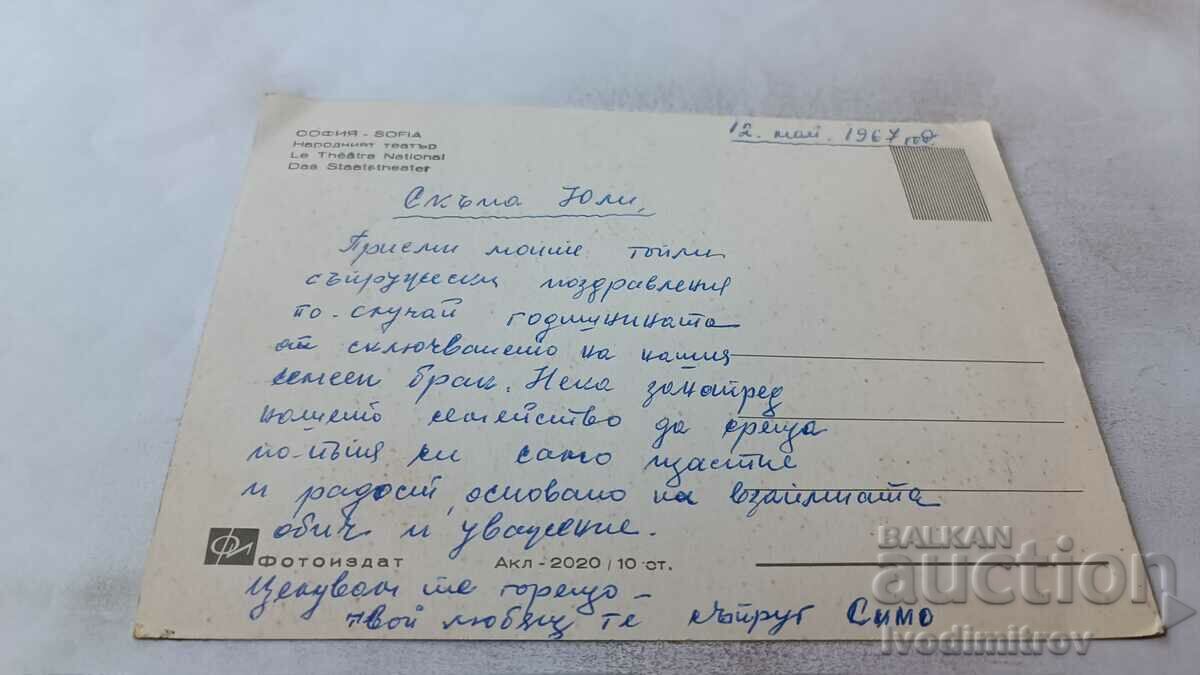 СОФИЯ - SOFIA
Народният театър
Le Théâtre National
Das Staatstheater
12. май. 1967 год.
Скъпа Юли,
Приеми моите топли
съпружески поздравления
по-случай годишнината
от сключването на нашия
семеен брак. Нека занапред
нашето семейство да среща
по-пътя си само щастие
и радост, основано на взаимната
обич и уважение.
ФОТОИЗДАТ
Акл-2020/10 ст.
Целувам те горещо -
твой любящ те съпруг Симо
BALKAN
auction
Ivodimitrov